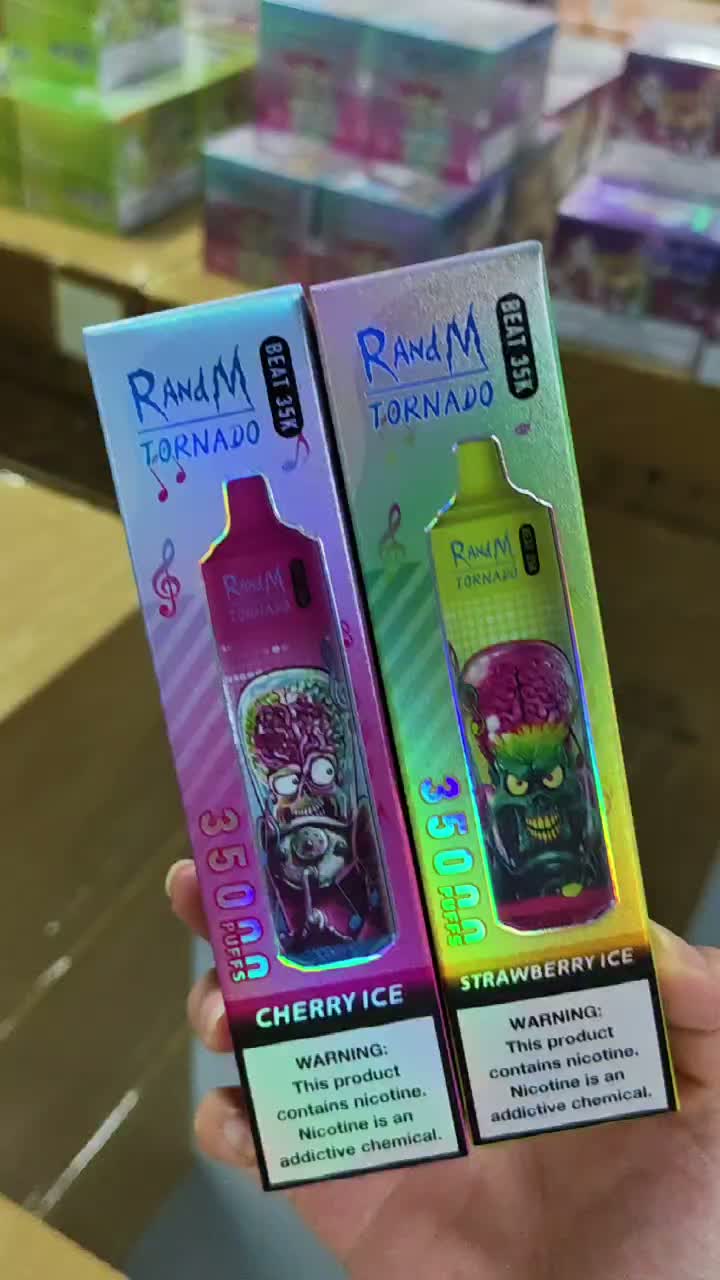 RANDM
TORNADO
BEAT 35K
RANDM
TORNADO
35000
PUFFS
CHERRY ICE
WARNING:
This product
contains nicotine.
Nicotine is an
addictive chemical.
RANDM
TORNADO
BEAT 35K
RANDM
TORNADO
35000
PUFFS
STRAWBERRY ICE
WARNING:
This product
contains nicotine.
Nicotine is an
addictive chemical.